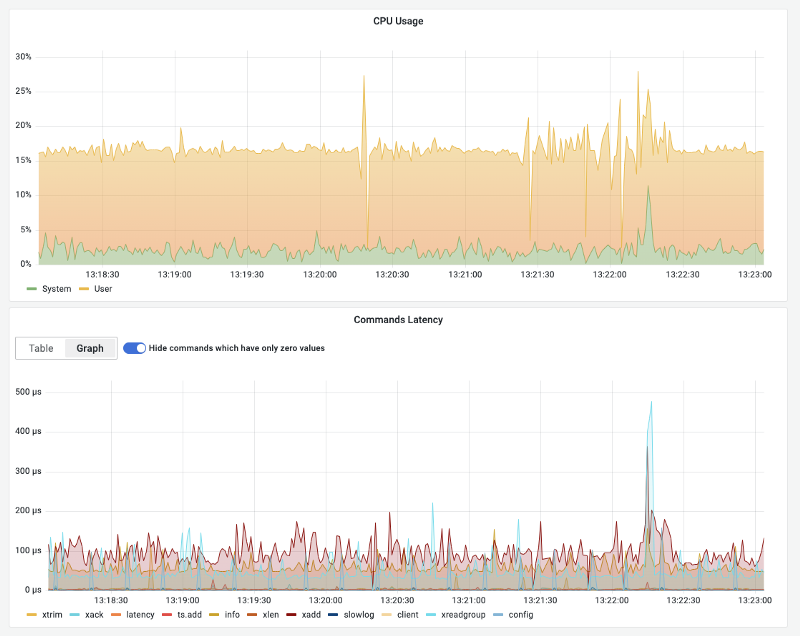 CPU Usage
30%
25%
20%
15%
10%
5%
0%
13:18:30 13:19:00 13:19:30 13:20:00 13:20:30 13:21:00 13:21:30 13:22:00 13:22:30 13:23:00
System User
Commands Latency
Table Graph Hide commands which have only zero values
500 µs
400 µs
300 µs
200 µs
100 µs
0 µs
13:18:30 13:19:00 13:19:30 13:20:00 13:20:30 13:21:00 13:21:30 13:22:00 13:22:30 13:23:00
xtrim xack latency ts.add info xlen xadd slowlog client xreadgroup config